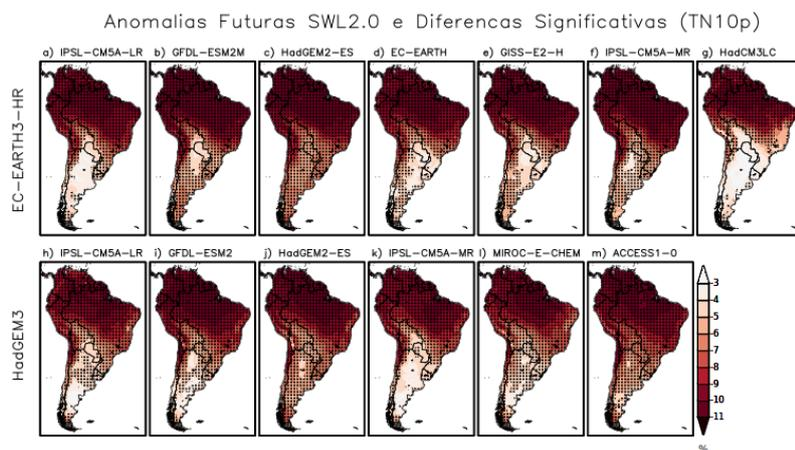 Anomalias Futuras SWL2.0 e Diferencas Significativas (TN10p)
a) IPSL-CM5A-LR b) GFDL-ESM2M c) HadGEM2-ES d) EC-EARTH e) GISS-E2-H f) IPSL-CM5A-MR g) HadCM3LC
EC-EARTH3-HR
h) IPSL-CM5A-LR i) GFDL-ESM2 j) HadGEM2-ES k) IPSL-CM5A-MR l) MIROC-E-CHEM m) ACCESS1-0
HadGEM3
3
4
5
6
7
8
9
10
11
%